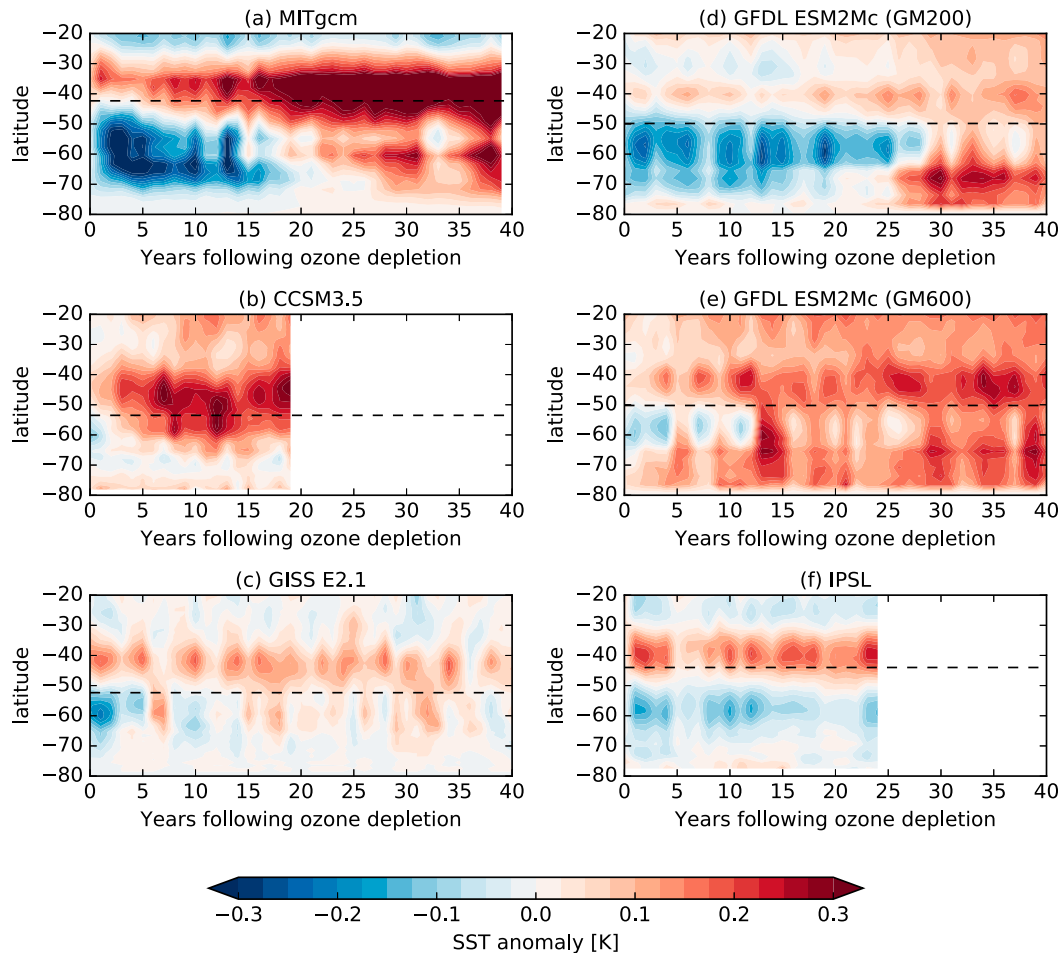 (a) MITgcm
−20
−30
−40
−50
−60
−70
−80
latitude
0 5 10 15 20 25 30 35 40
Years following ozone depletion
(d) GFDL ESM2Mc (GM200)
−20
−30
−40
−50
−60
−70
−80
latitude
0 5 10 15 20 25 30 35 40
Years following ozone depletion
(b) CCSM3.5
−20
−30
−40
−50
−60
−70
−80
latitude
0 5 10 15 20 25 30 35 40
Years following ozone depletion
(e) GFDL ESM2Mc (GM600)
−20
−30
−40
−50
−60
−70
−80
latitude
0 5 10 15 20 25 30 35 40
Years following ozone depletion
(c) GISS E2.1
−20
−30
−40
−50
−60
−70
−80
latitude
0 5 10 15 20 25 30 35 40
Years following ozone depletion
(f) IPSL
−20
−30
−40
−50
−60
−70
−80
latitude
0 5 10 15 20 25 30 35 40
Years following ozone depletion
−0.3 −0.2 −0.1 0.0 0.1 0.2 0.3
SST anomaly [K]